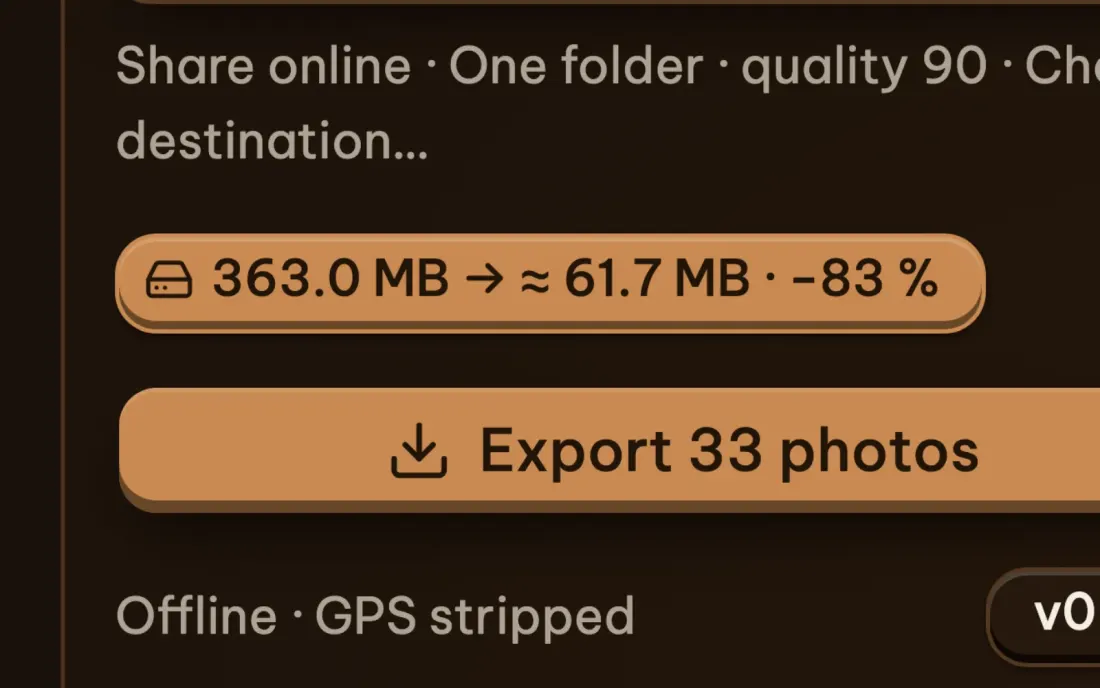 Share online · One folder · quality 90 ·
destination…
363.0 MB → ≈ 61.7 MB · −83 %
Export 33 photos
Offline · GPS stripped
v0